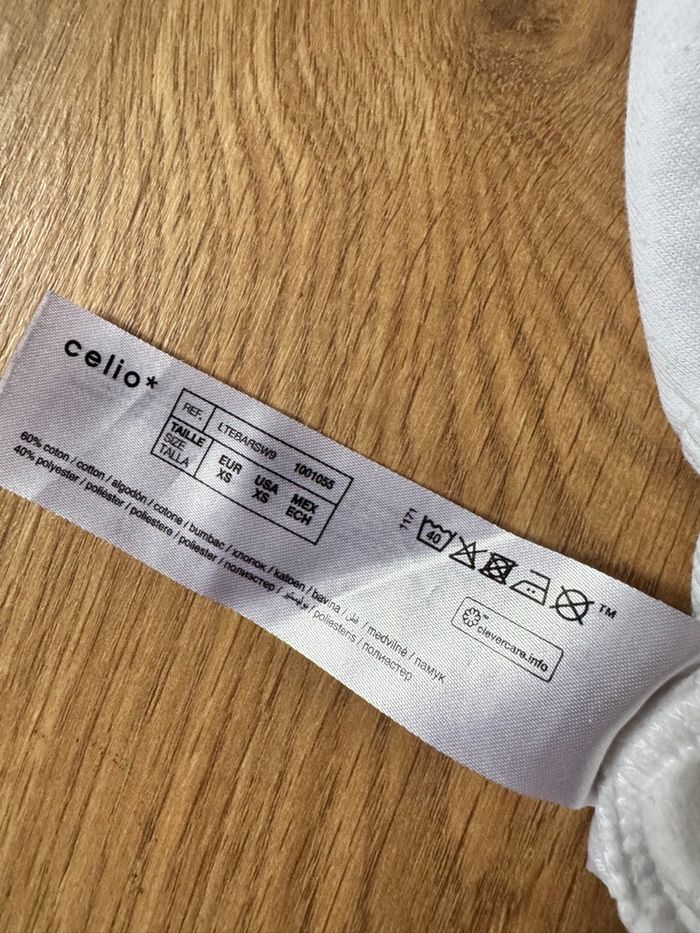 celio*
REF. LTEBARSW9 1001055
TAILLE EUR USA MEX
SIZE XS XS ECH
TALLA
60% coton / cotton / algodón / cotone / bumbac / хлопок / katoen / bavlna / قطن / medvilnė / памук
40% polyester / poliéster / poliestere / poliester / полиэстер / بوليستر / poliesteris / полиестер
40
TM
clevercare.info